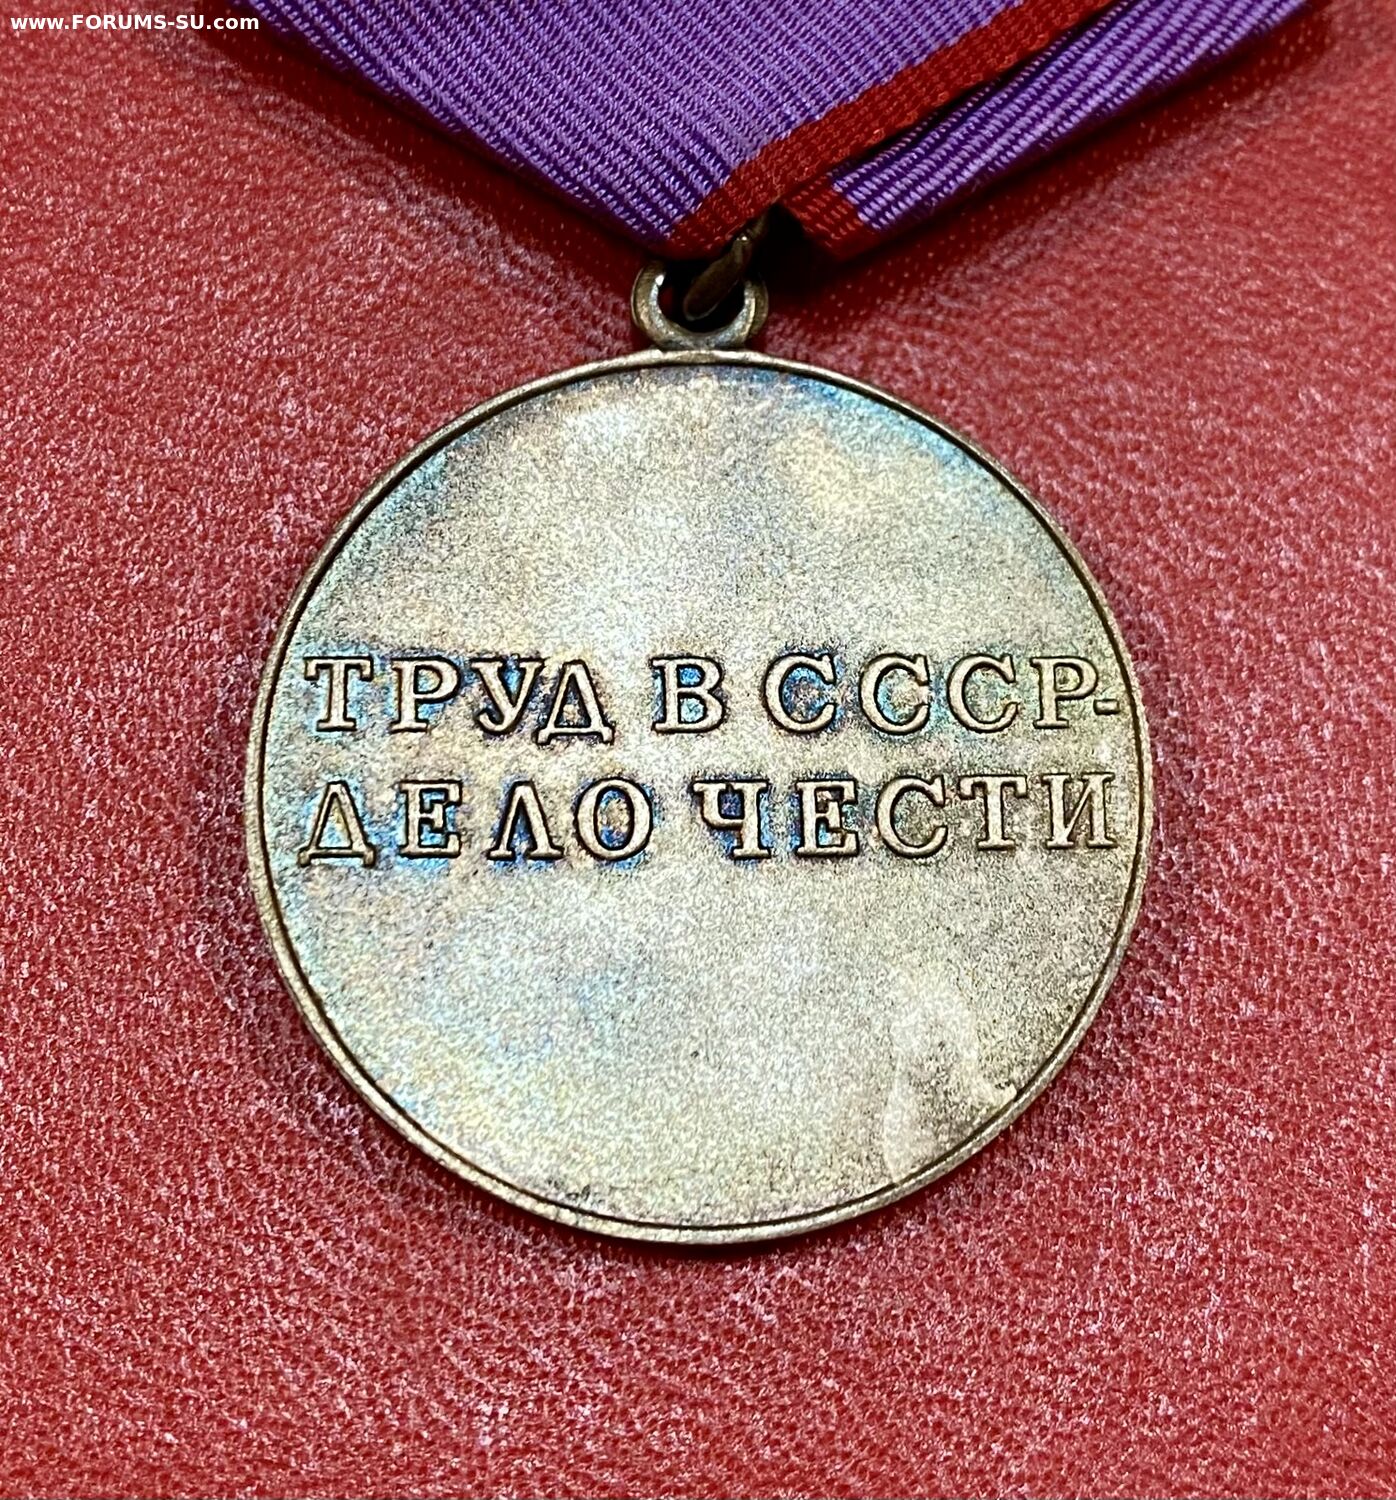 www.FORUMS-SU.com
ТРУД В СССР-
ДЕЛО ЧЕСТИ